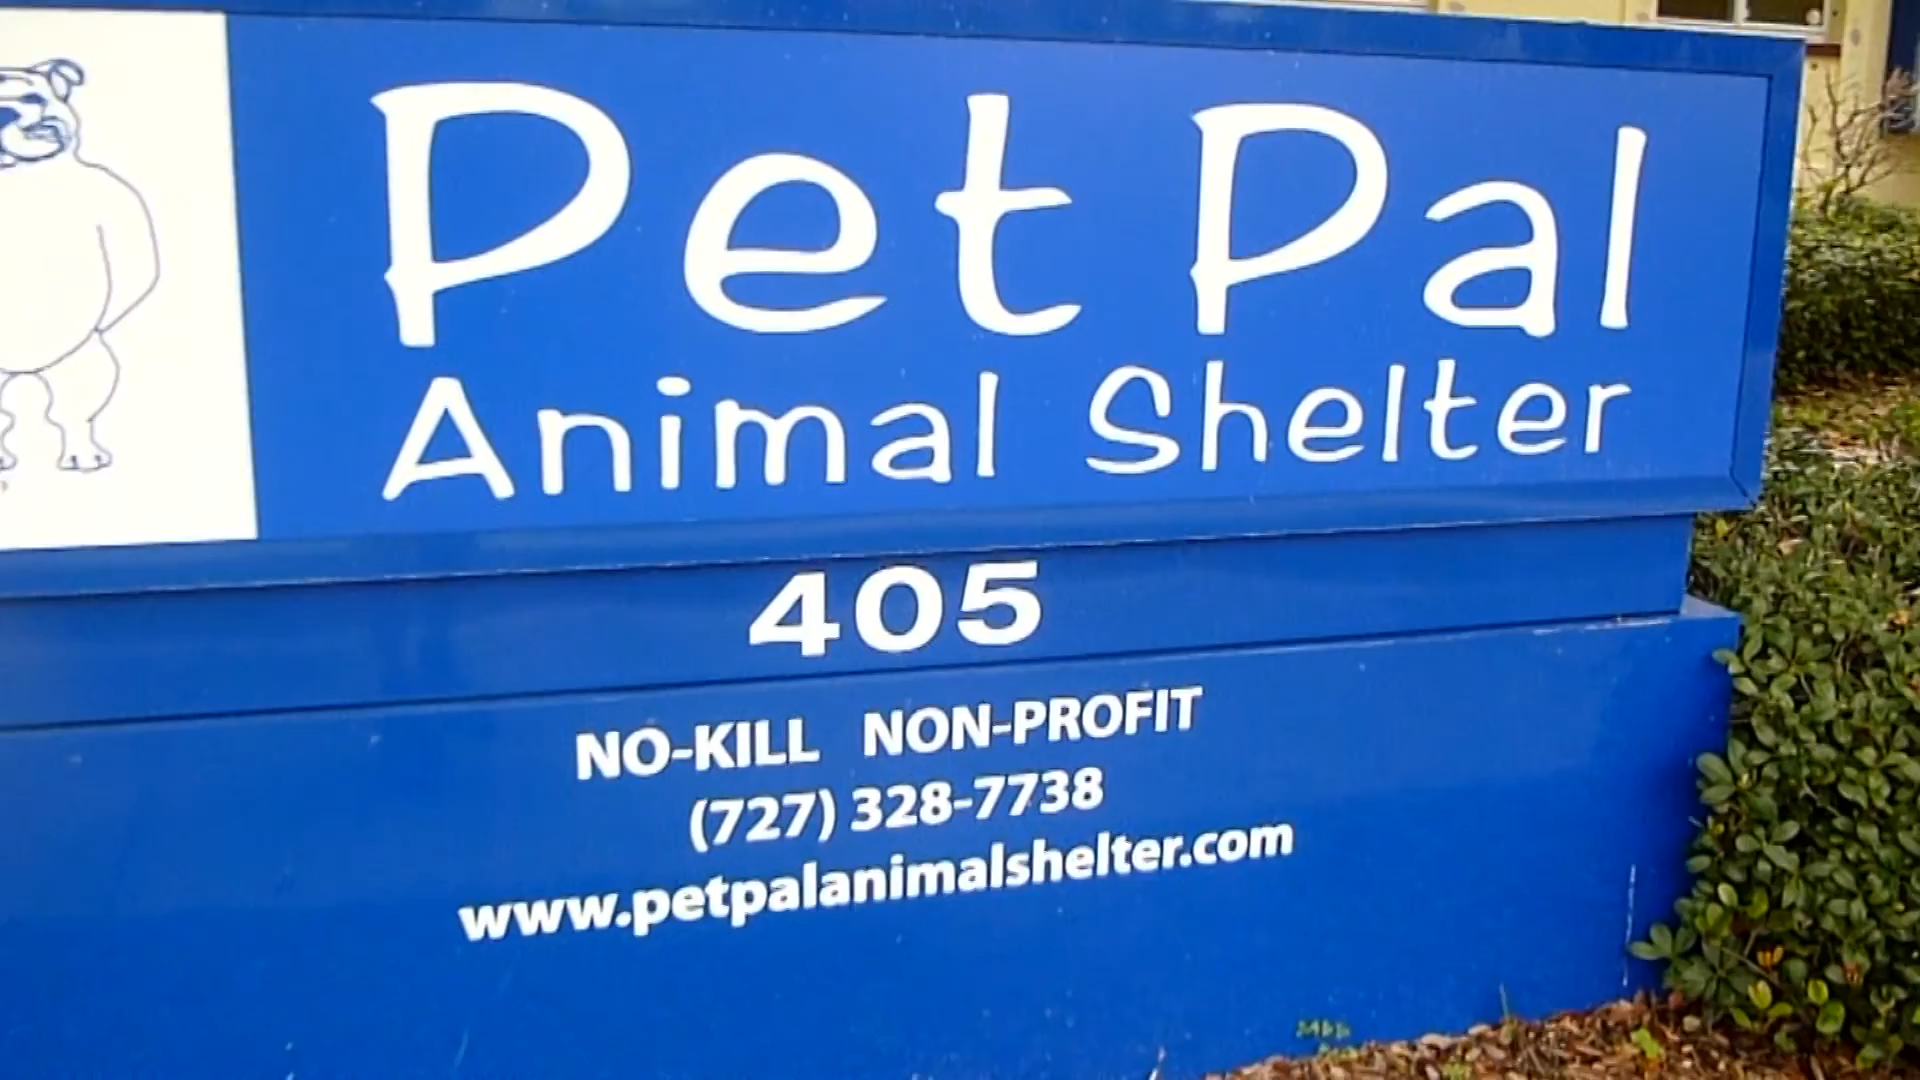 Pet Pal
Animal Shelter
405
NO-KILL NON-PROFIT
(727) 328-7738
www.petpalanimalshelter.com